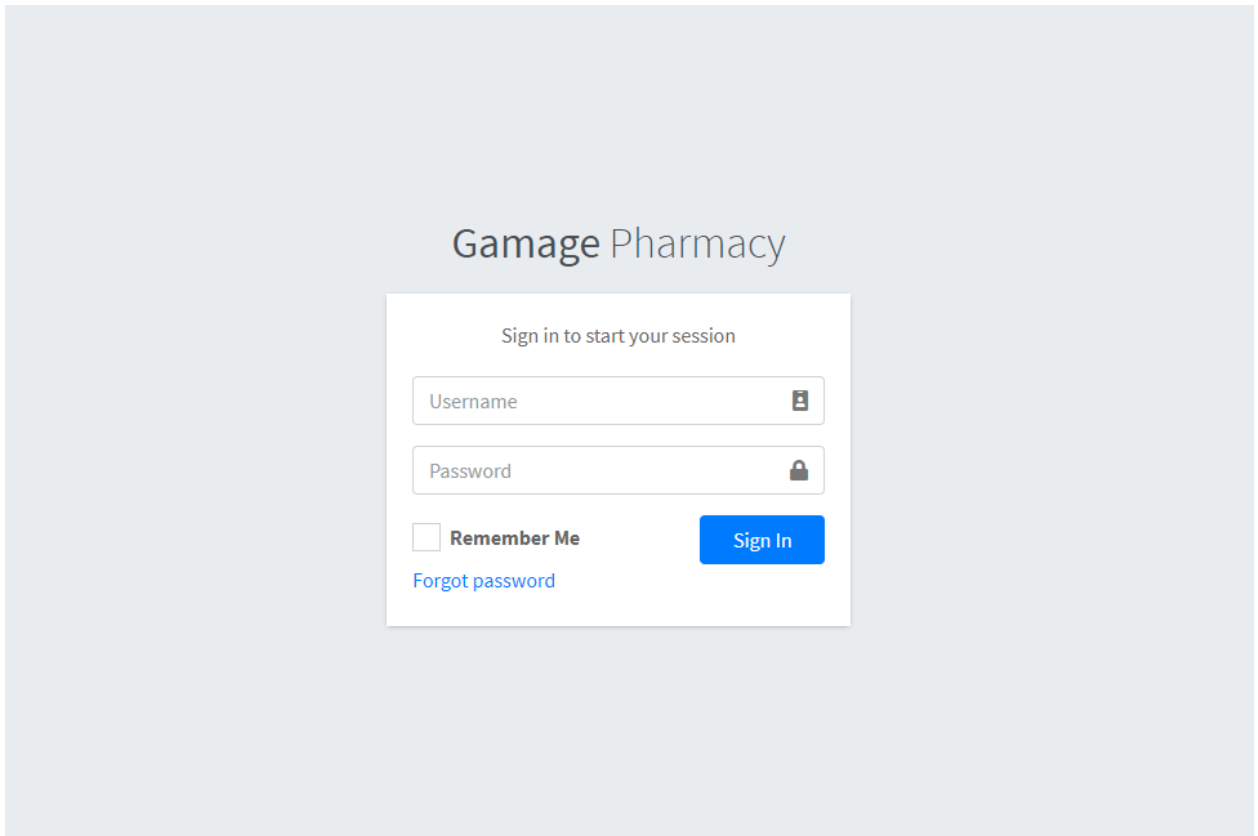 Gamage Pharmacy
Sign in to start your session
Username
Password
Remember Me
Sign In
Forgot password